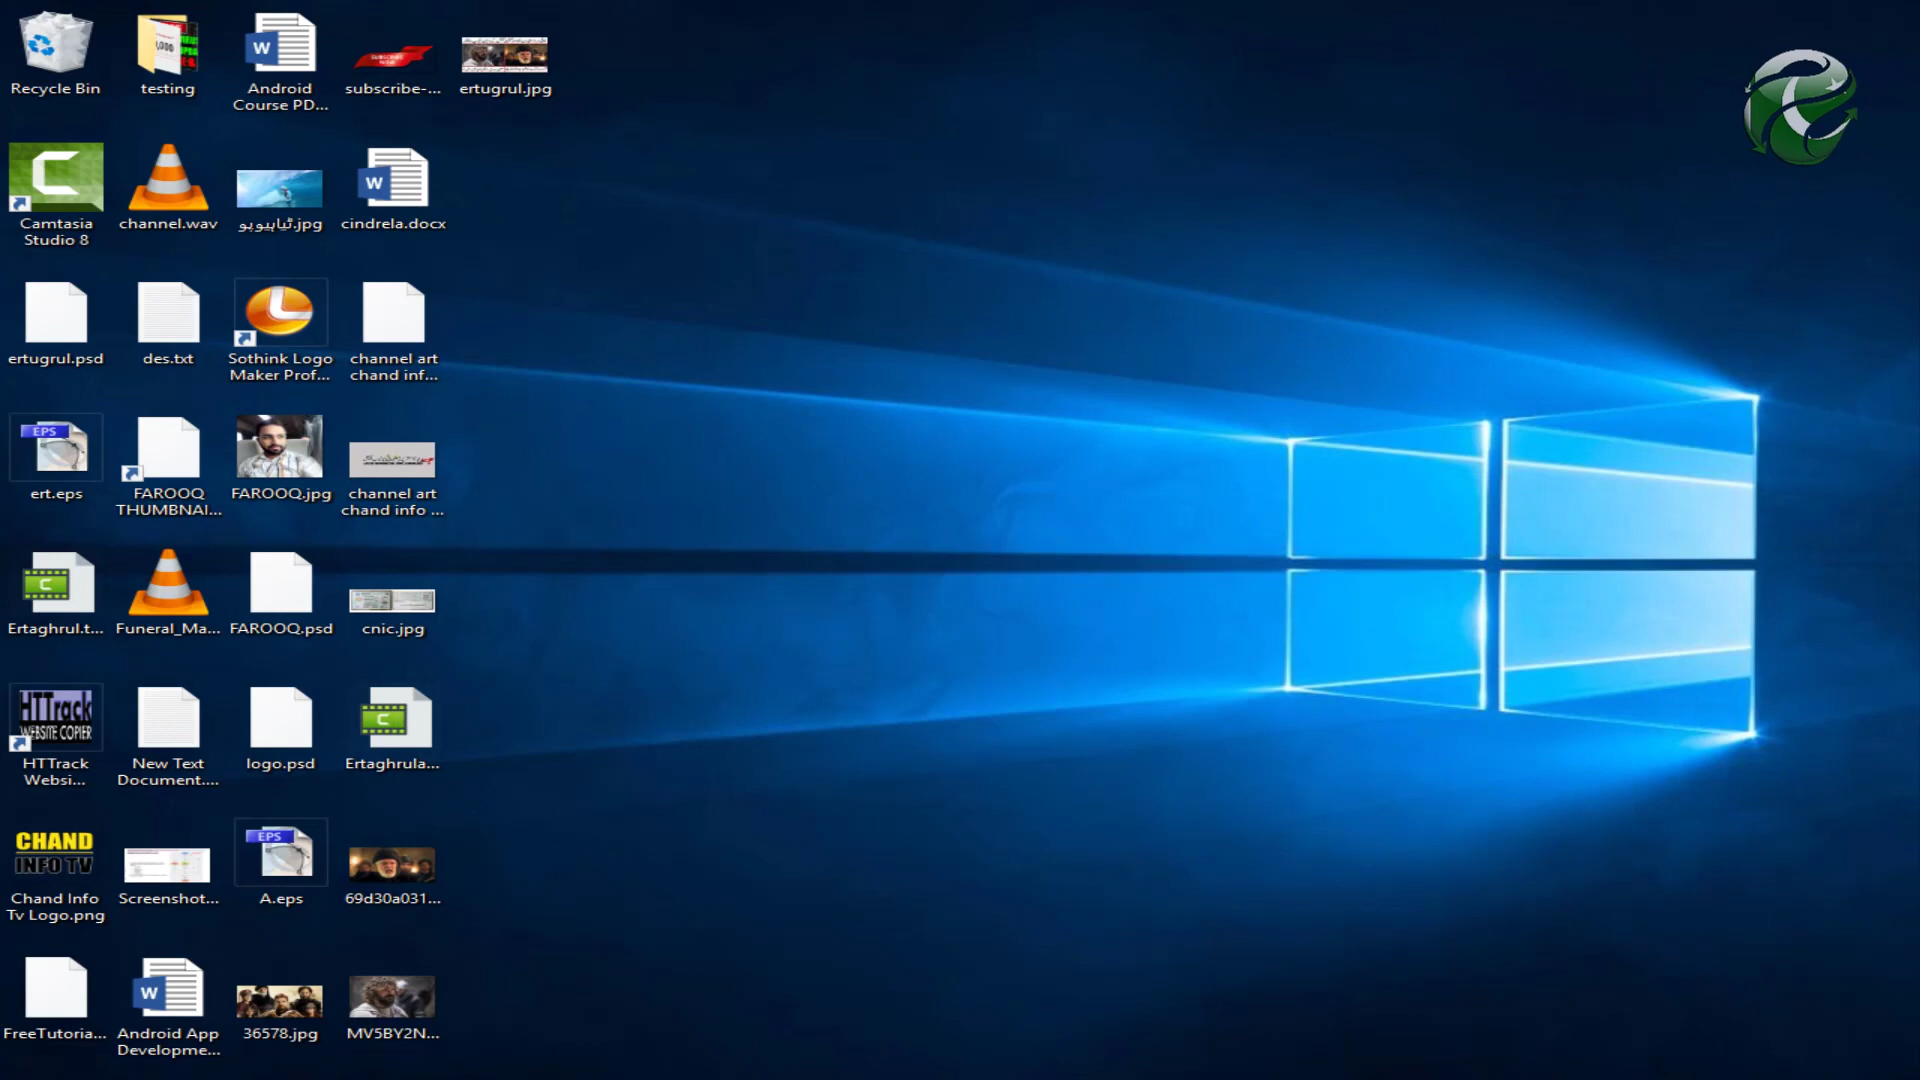 Recycle Bin
testing
Android
Course PD...
subscribe-...
ertugrul.jpg
Camtasia
Studio 8
channel.wav
ٹیاہیوپو.jpg
cindrela.docx
ertugrul.psd
des.txt
Sothink Logo
Maker Prof...
channel art
chand inf...
EPS
ert.eps
FAROOQ
THUMBNAI...
FAROOQ.jpg
channel art
chand info ...
Ertaghrul.t...
Funeral_Ma...
FAROOQ.psd
cnic.jpg
HTTrack
WEBSITE COPIER
HTTrack
Websi...
New Text
Document....
logo.psd
Ertaghrula...
CHAND
INFO TV
Chand Info
Tv Logo.png
Screenshot...
EPS
A.eps
69d30a031...
FreeTutoria...
Android App
Developme...
36578.jpg
MV5BY2N...